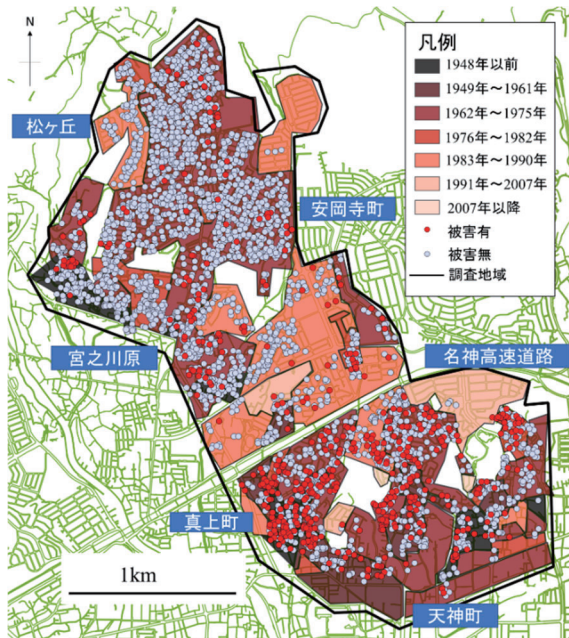 N
凡例
1948年以前
1949年～1961年
1962年～1975年
1976年～1982年
1983年～1990年
1991年～2007年
2007年以降
被害有
被害無
調査地域
松ヶ丘
安岡寺町
宮之川原
名神高速道路
真上町
1km
天神町